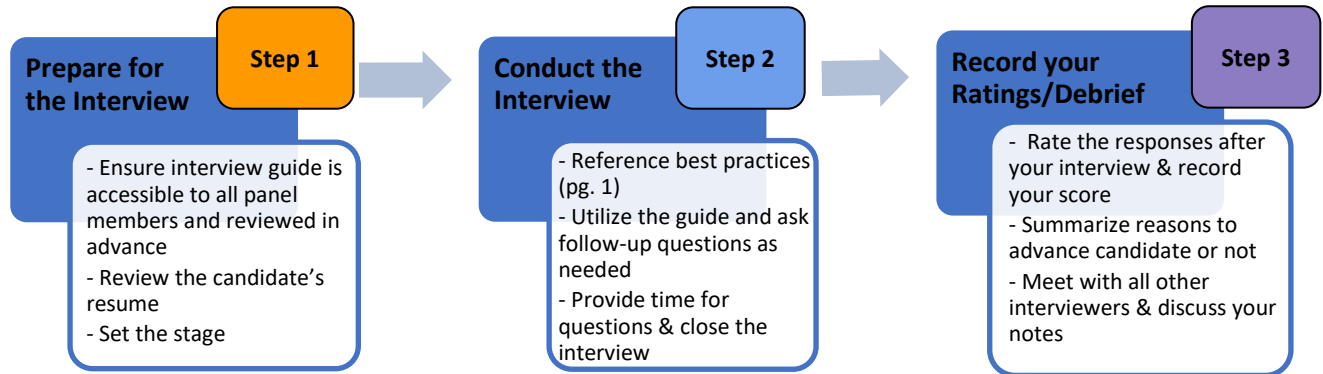 Step 1
Prepare for
the Interview
- Ensure interview guide is
accessible to all panel
members and reviewed in
advance
- Review the candidate's
resume
- Set the stage
Step 2
Conduct the
Interview
- Reference best practices
(pg. 1)
- Utilize the guide and ask
follow-up questions as
needed
- Provide time for
questions & close the
interview
Step 3
Record your
Ratings/Debrief
- Rate the responses after
your interview & record
your score
- Summarize reasons to
advance candidate or not
- Meet with all other
interviewers & discuss your
notes